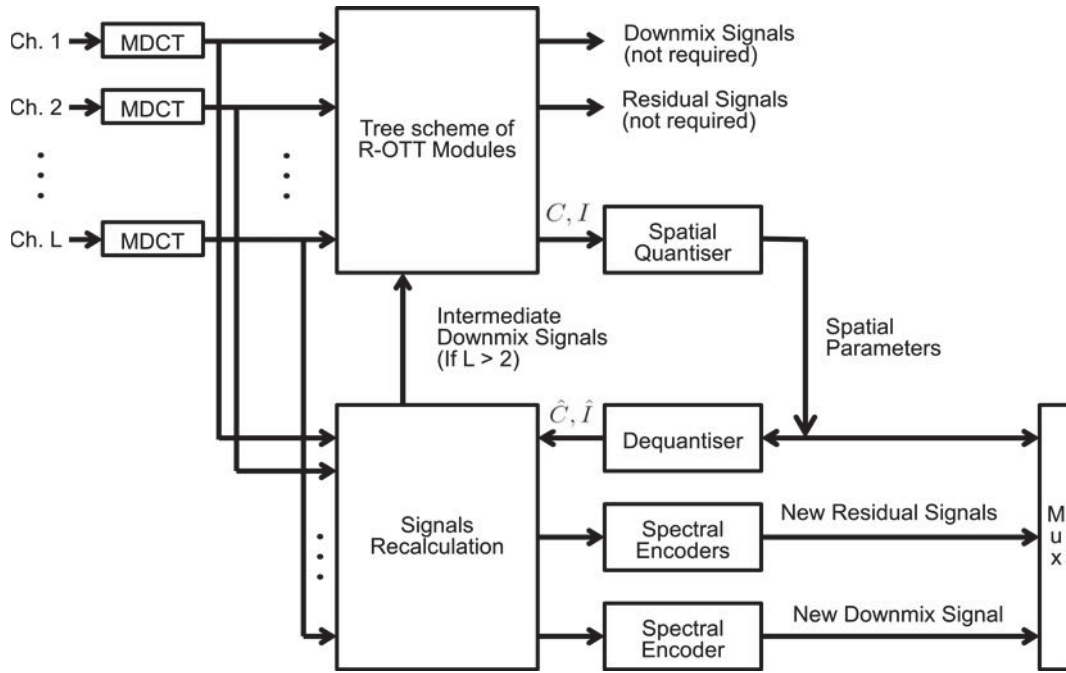 Ch. 1
MDCT
Ch. 2
MDCT
Ch. L
MDCT
Tree scheme of
R-OTT Modules
Downmix Signals
(not required)
Residual Signals
(not required)
C, I
Spatial
Quantiser
Intermediate
Downmix Signals
(If L > 2)
Spatial
Parameters
Ĉ, Î
Dequantiser
Signals
Recalculation
Spectral
Encoders
New Residual Signals
Spectral
Encoder
New Downmix Signal
M
u
x